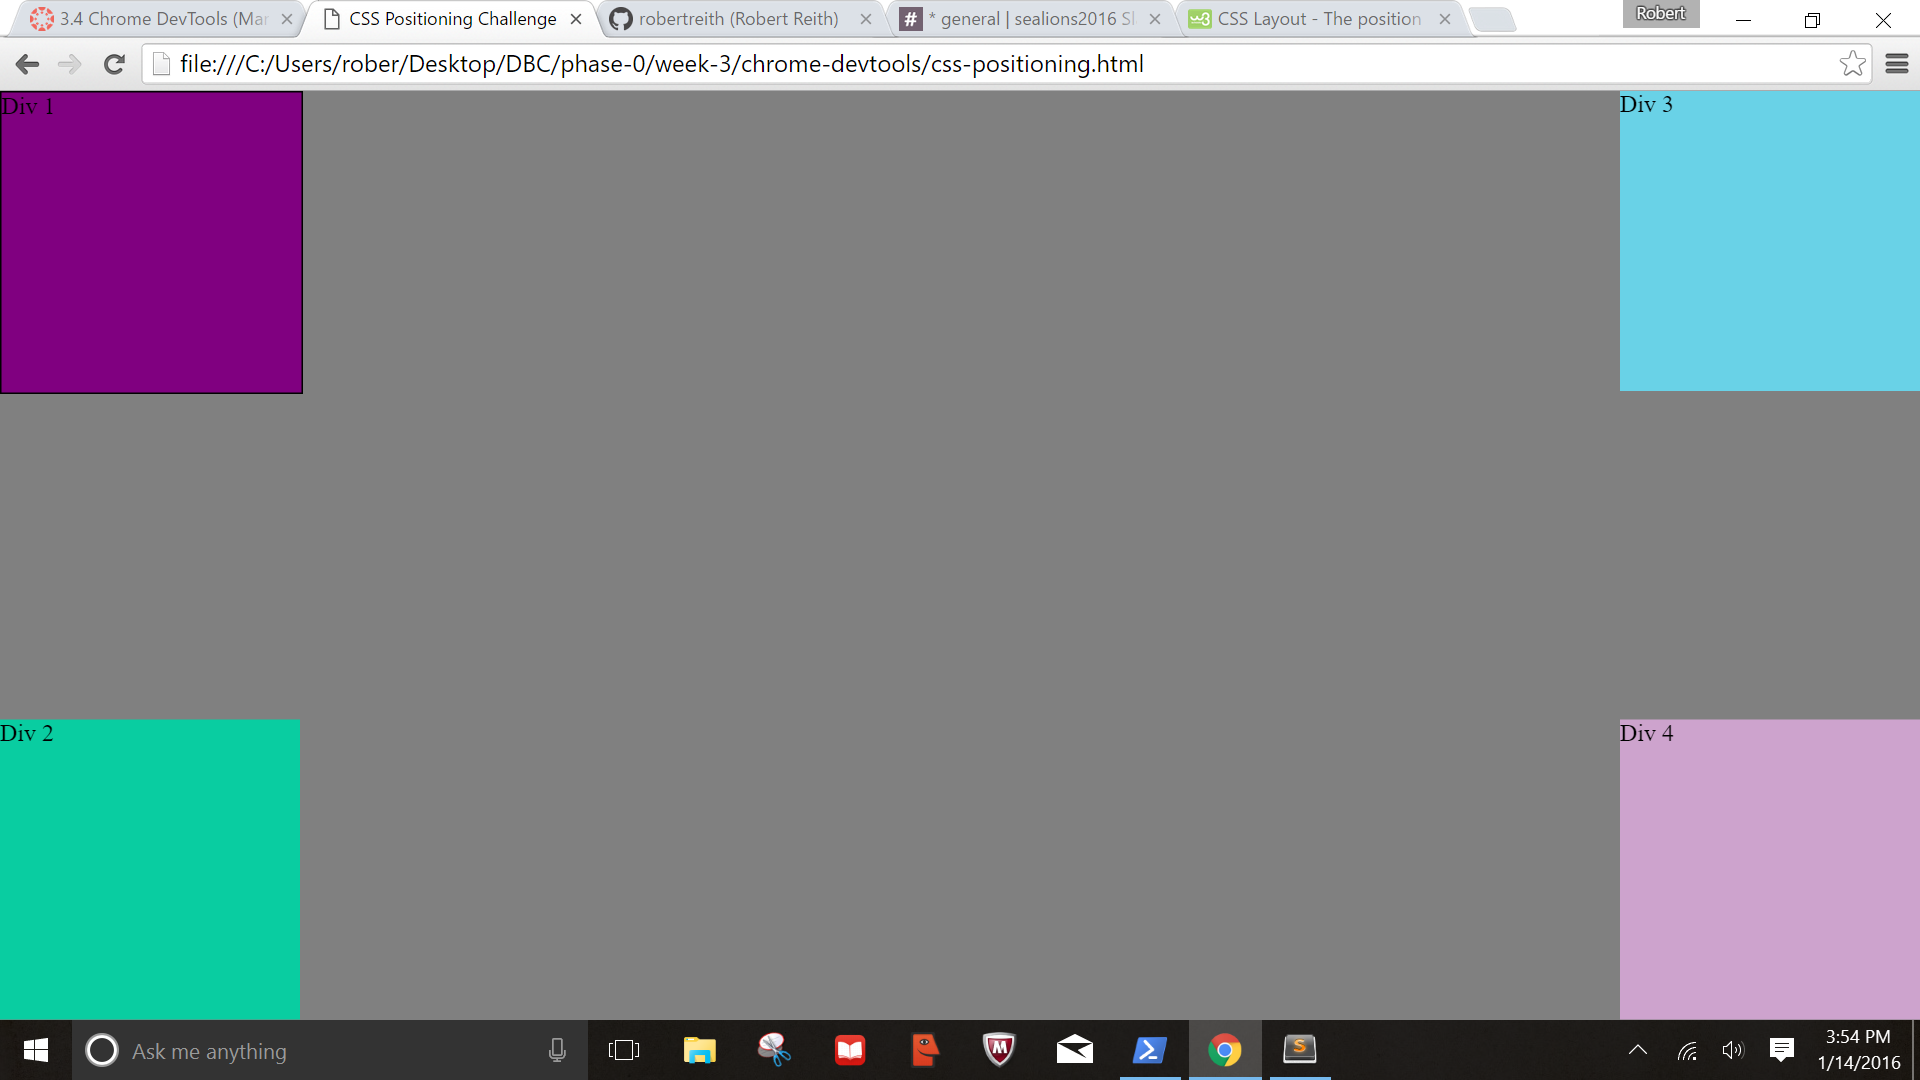 3.4 Chrome DevTools (Mar
CSS Positioning Challenge
robertreith (Robert Reith)
* general | sealions2016 Sl
CSS Layout - The position
Robert
file:///C:/Users/rober/Desktop/DBC/phase-0/week-3/chrome-devtools/css-positioning.html
Div 1
Div 3
Div 2
Div 4
Ask me anything
3:54 PM
1/14/2016